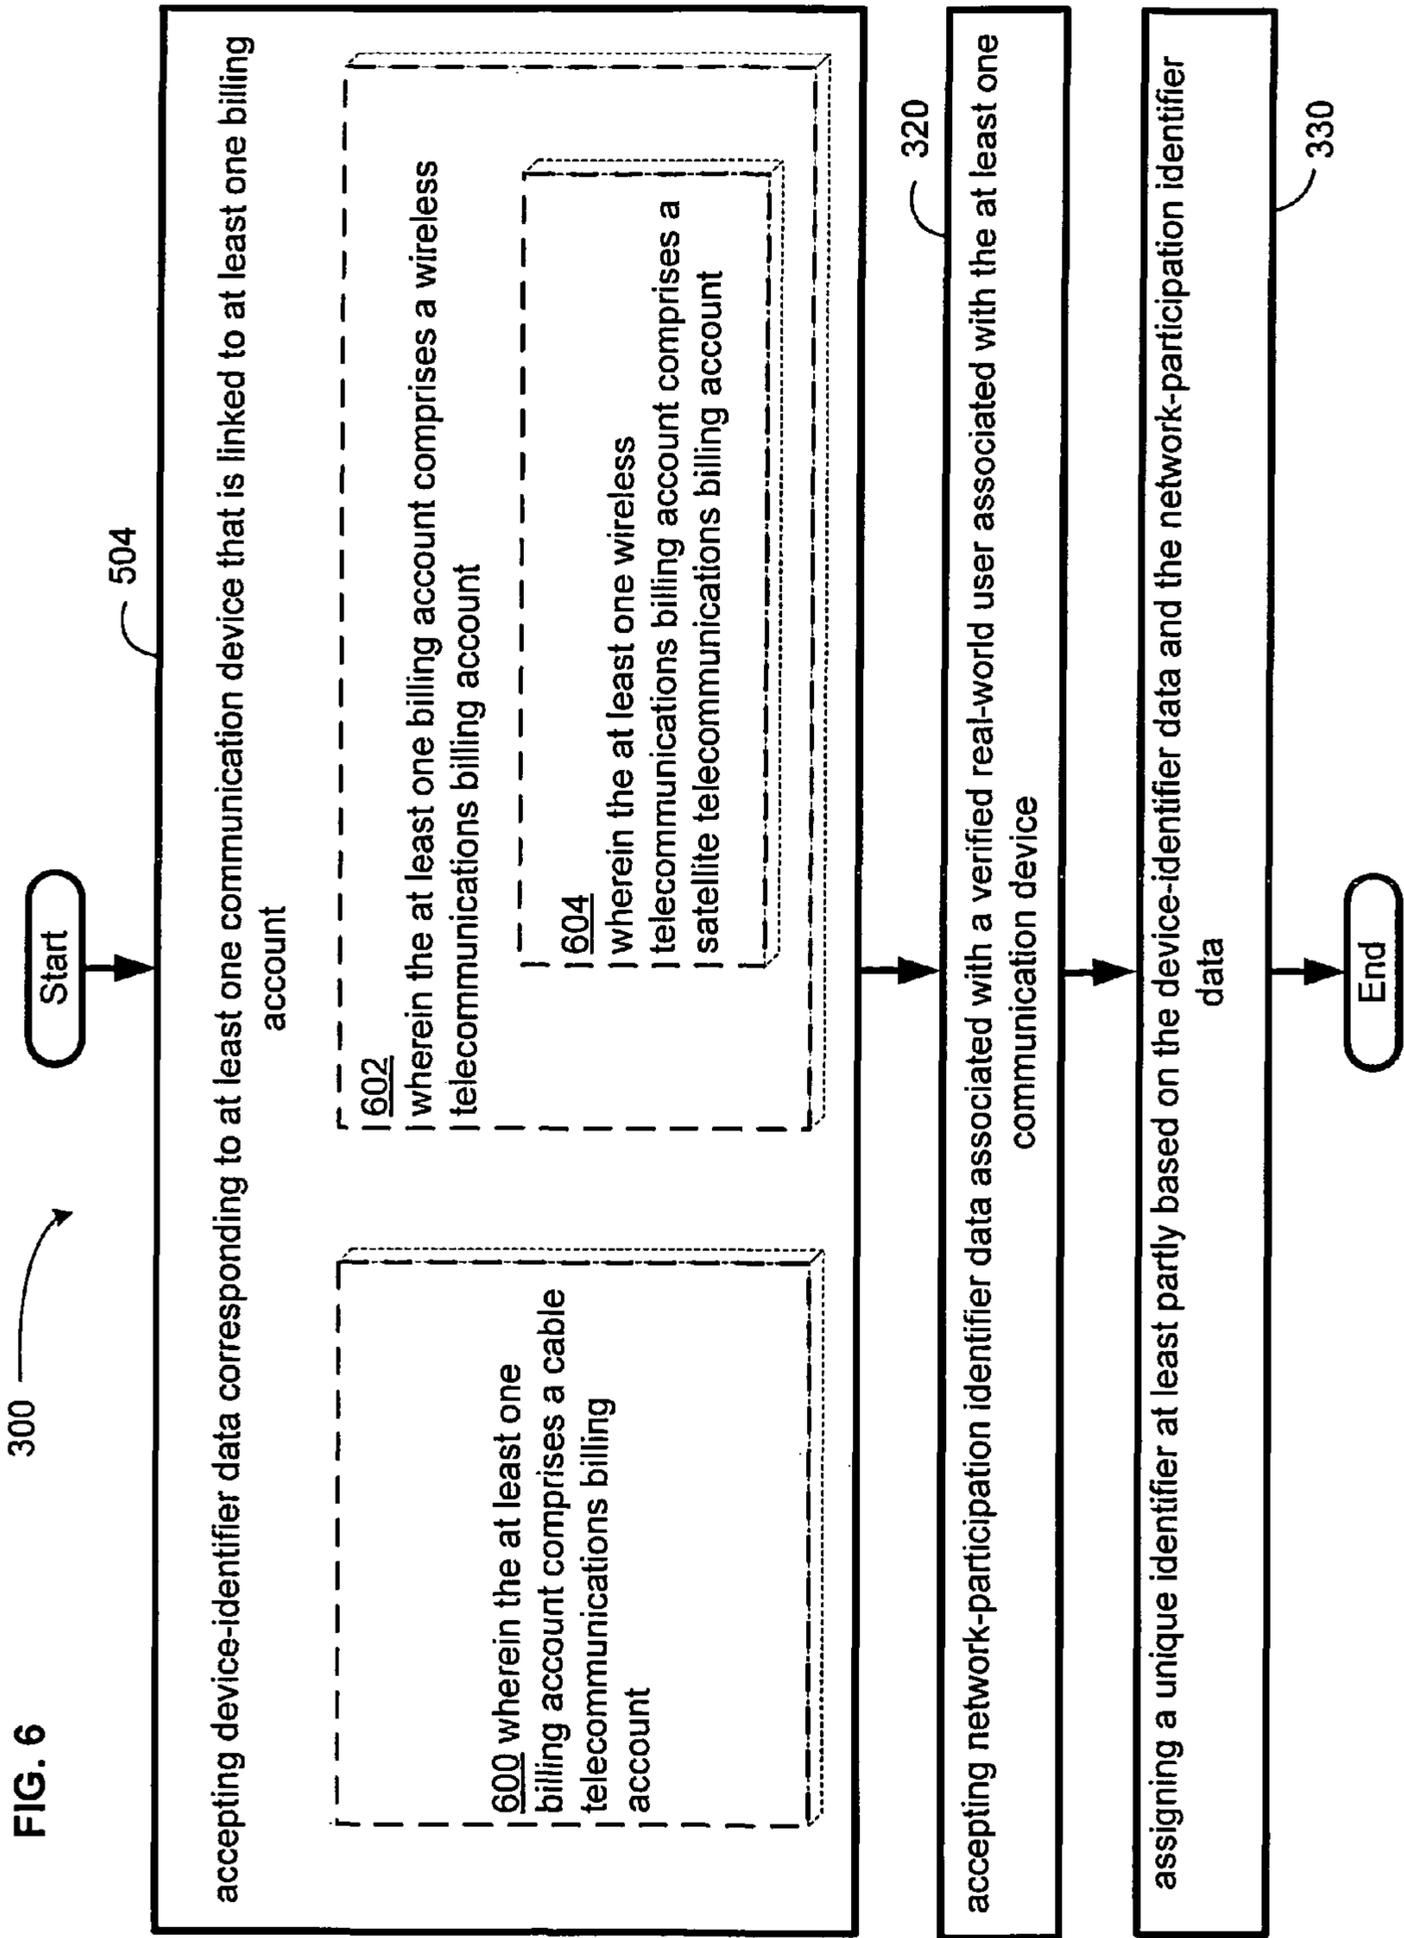 FIG. 6
300
Start
504
accepting device-identifier data corresponding to at least one communication device that is linked to at least one billing
account
600 wherein the at least one
billing account comprises a cable
telecommunications billing
account
602
wherein the at least one billing account comprises a wireless
telecommunications billing account
604
wherein the at least one wireless
telecommunications billing account comprises a
satellite telecommunications billing account
320
accepting network-participation identifier data associated with a verified real-world user associated with the at least one
communication device
assigning a unique identifier at least partly based on the device-identifier data and the network-participation identifier
data
330
End